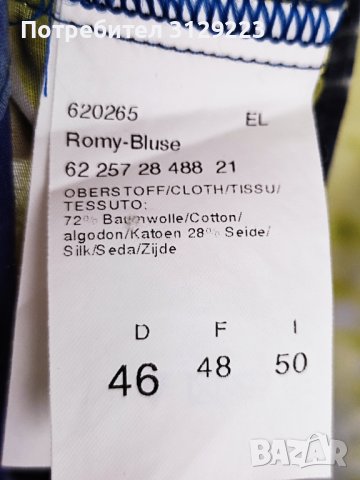 Потребител 3129223
620265 EL
Romy-Bluse
62 257 28 488 21
OBERSTOFF/CLOTH/TISSU/
TESSUTO:
72% Baumwolle/Cotton/
algodon/Katoen 28% Seide/
Silk/Seda/Zijde
D F I
46 48 50
BAZAR